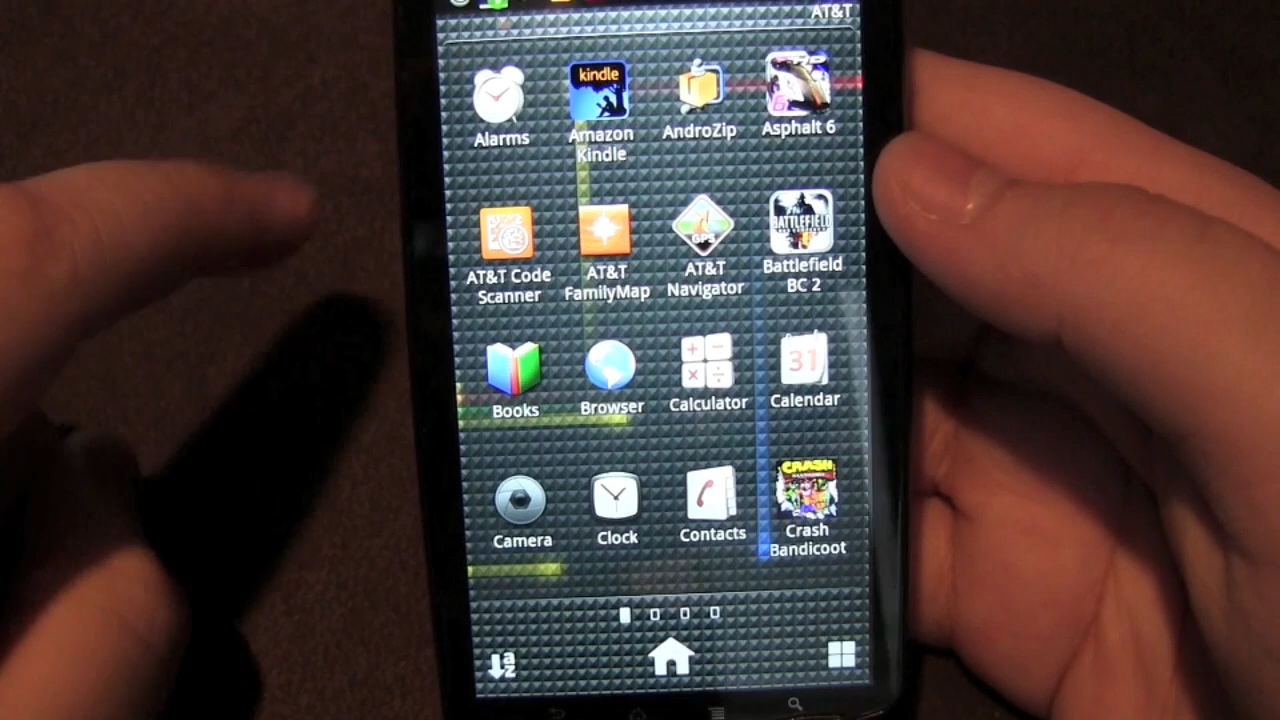 AT&T
Alarms
kindle
Amazon
Kindle
AndroZip
6
Asphalt 6
AT&T Code
Scanner
AT&T
FamilyMap
GPS
AT&T
Navigator
BATTLEFIELD
Battlefield
BC 2
Books
Browser
Calculator
31
Calendar
Camera
Clock
Contacts
CRASH
Crash
Bandicoot
a
z